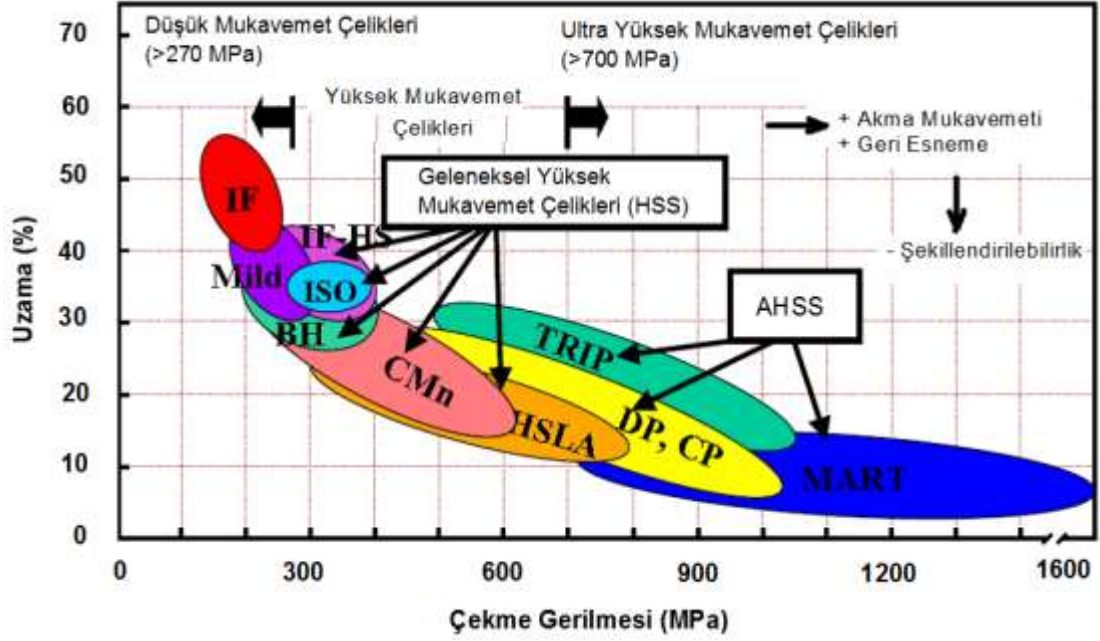 70
60
50
40
30
20
10
0
Uzama (%)
Düşük Mukavemet Çelikleri
(>270 MPa)
Ultra Yüksek Mukavemet Çelikleri
(>700 MPa)
Yüksek Mukavemet
Çelikleri
+ Akma Mukavemeti
+ Geri Esneme
- Şekillendirilebilirlik
Geleneksel Yüksek
Mukavemet Çelikleri (HSS)
AHSS
IF
IF-HS
Mild
ISO
BH
CMn
HSLA
TRIP
DP, CP
MART
0
300
600
900
1200
1600
Çekme Gerilmesi (MPa)